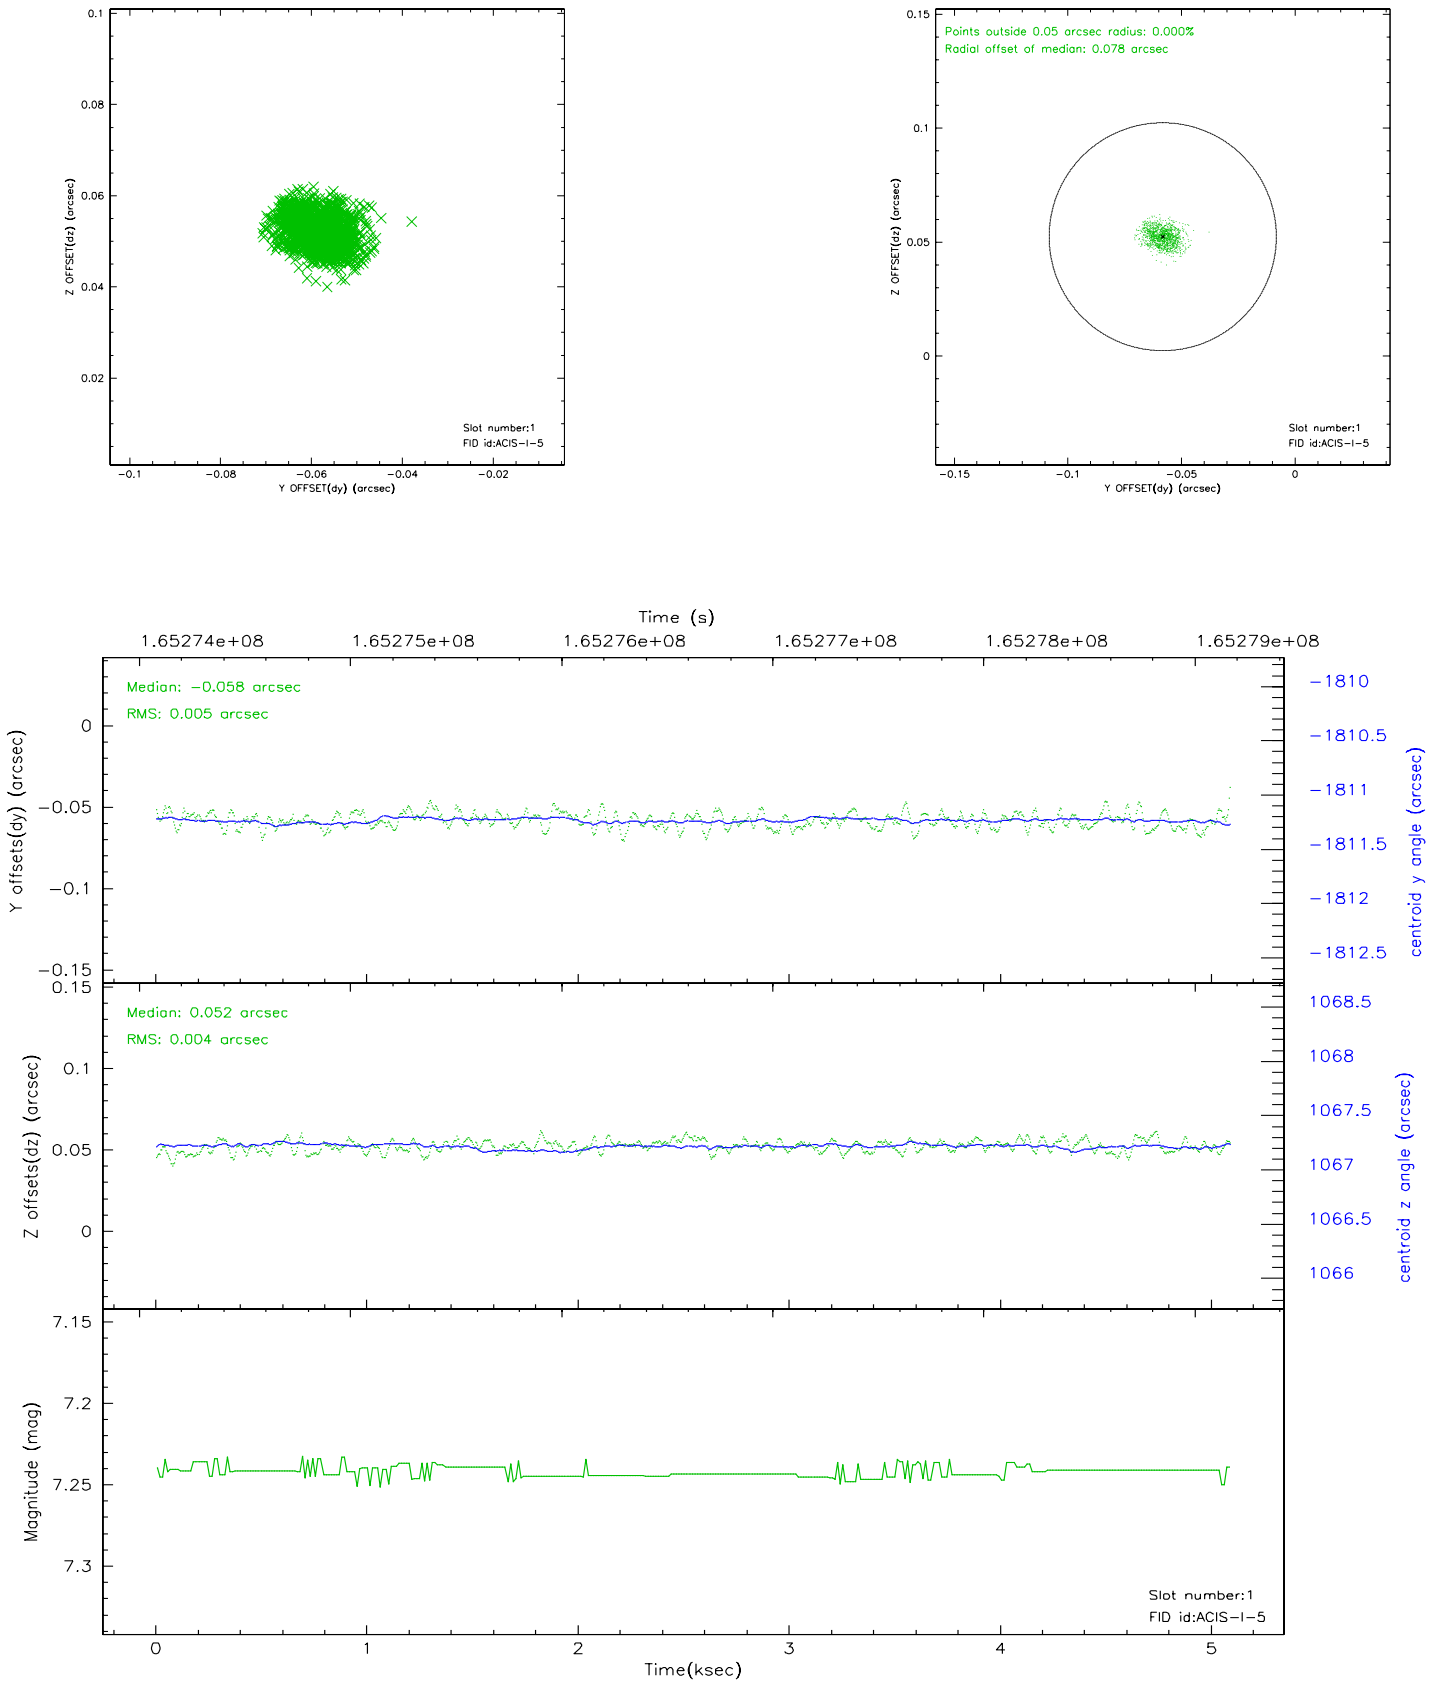 0.1
0.08
0.06
0.04
0.02
Z OFFSET(dz) (arcsec)
Slot number:1
FID id:ACIS-I-5
-0.1 -0.08 -0.06 -0.04 -0.02
Y OFFSET(dy) (arcsec)
0.15
0.1
0.05
0
Z OFFSET(dz) (arcsec)
Points outside 0.05 arcsec radius: 0.000%
Radial offset of median: 0.078 arcsec
Slot number:1
FID id:ACIS-I-5
-0.15 -0.1 -0.05 0
Y OFFSET(dy) (arcsec)
Time (s)
1.65274e+08 1.65275e+08 1.65276e+08 1.65277e+08 1.65278e+08 1.65279e+08
Median: -0.058 arcsec
RMS: 0.005 arcsec
0
-0.05
-0.1
-0.15
Y offsets(dy) (arcsec)
-1810
-1810.5
-1811
-1811.5
-1812
-1812.5
centroid y angle (arcsec)
Median: 0.052 arcsec
RMS: 0.004 arcsec
0.15
0.1
0.05
0
Z offsets(dz) (arcsec)
1068.5
1068
1067.5
1067
1066.5
1066
centroid z angle (arcsec)
7.15
7.2
7.25
7.3
Magnitude (mag)
Slot number:1
FID id:ACIS-I-5
0 1 2 3 4 5
Time(ksec)